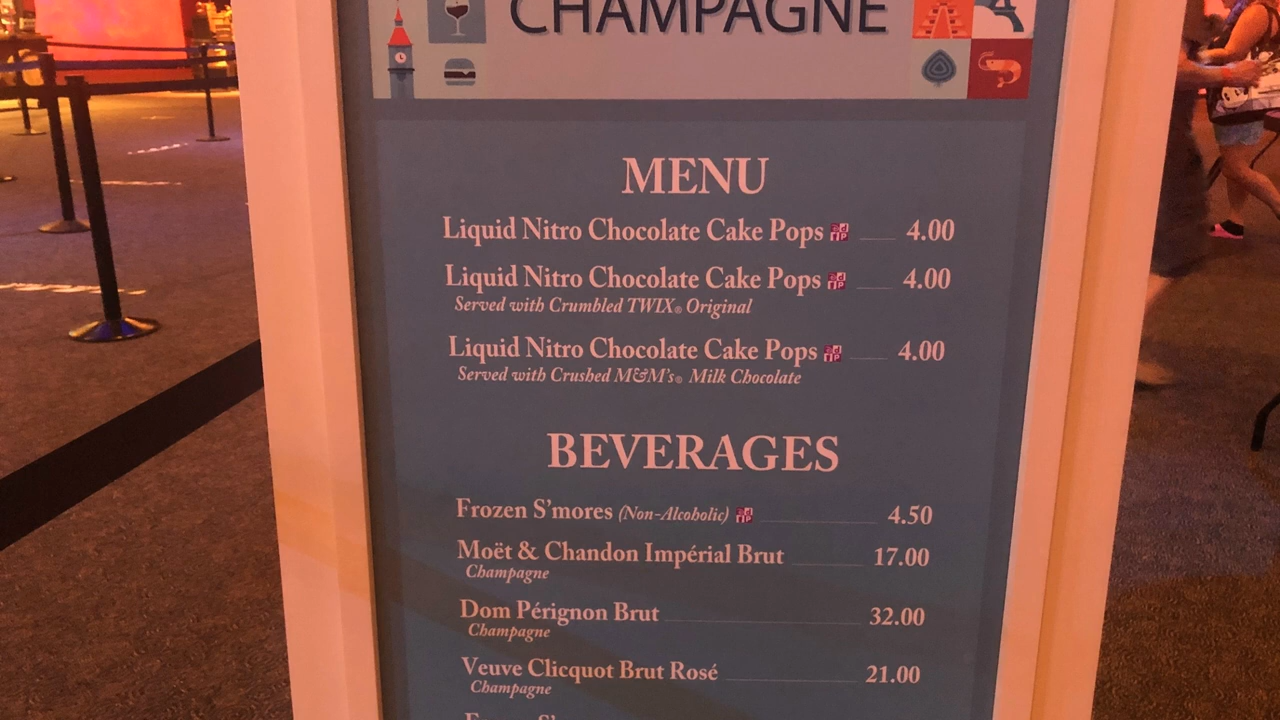 CHAMPAGNE
MENU
Liquid Nitro Chocolate Cake Pops 4.00
Liquid Nitro Chocolate Cake Pops 4.00
Served with Crumbled TWIX® Original
Liquid Nitro Chocolate Cake Pops 4.00
Served with Crushed M&M's® Milk Chocolate
BEVERAGES
Frozen S'mores (Non-Alcoholic) 4.50
Moët & Chandon Impérial Brut 17.00
Champagne
Dom Pérignon Brut 32.00
Champagne
Veuve Clicquot Brut Rosé 21.00
Champagne